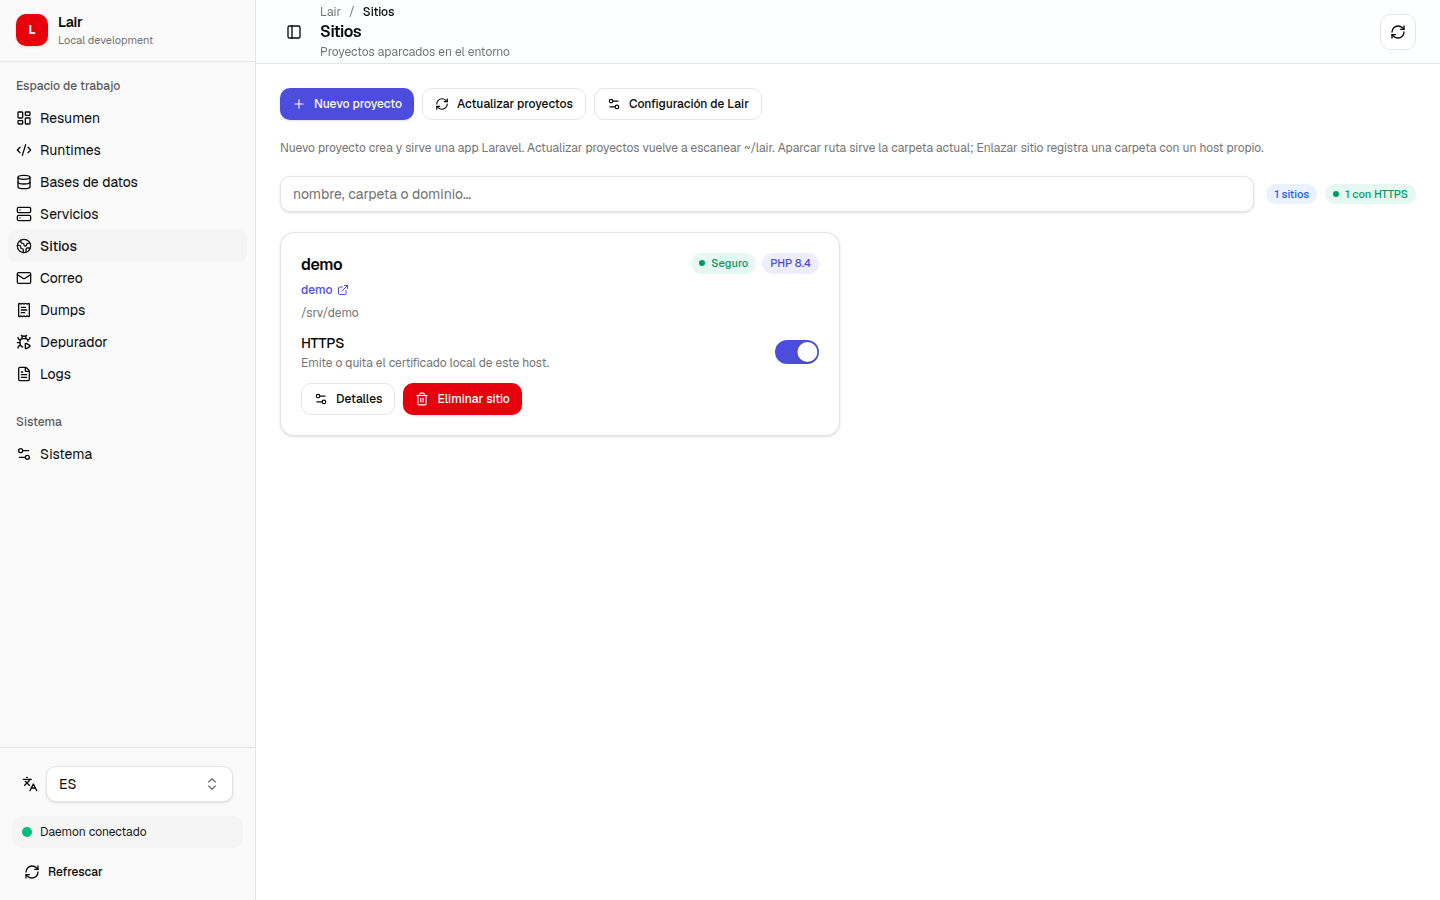 L
Lair
Local development
Espacio de trabajo
Resumen
Runtimes
Bases de datos
Servicios
Sitios
Correo
Dumps
Depurador
Logs
Sistema
Sistema
ES
Daemon conectado
Refrescar
Lair / Sitios
Sitios
Proyectos aparcados en el entorno
Nuevo proyecto
Actualizar proyectos
Configuración de Lair
Nuevo proyecto crea y sirve una app Laravel. Actualizar proyectos vuelve a escanear ~/lair. Aparcar ruta sirve la carpeta actual; Enlazar sitio registra una carpeta con un host propio.
nombre, carpeta o dominio...
1 sitios
1 con HTTPS
demo
Seguro
PHP 8.4
demo
/srv/demo
HTTPS
Emite o quita el certificado local de este host.
Detalles
Eliminar sitio